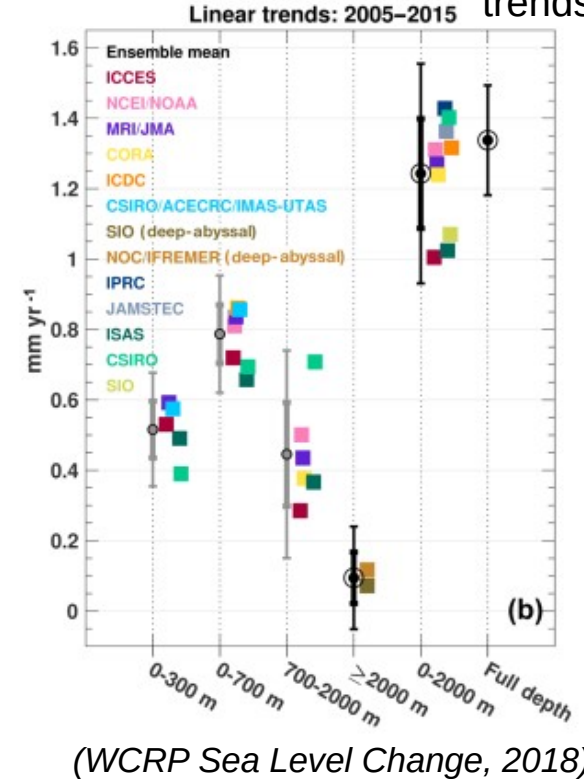 trends
Linear trends: 2005–2015
1.6
1.4
1.2
1
0.8
0.6
0.4
0.2
0
mm yr-1
Ensemble mean
ICCES
NCEI/NOAA
MRI/JMA
CORA
ICDC
CSIRO/ACECRC/IMAS-UTAS
SIO (deep-abyssal)
NOC/IFREMER (deep-abyssal)
IPRC
JAMSTEC
ISAS
CSIRO
SIO
(b)
0-300 m
0-700 m
700-2000 m
≥2000 m
0-2000 m
Full depth
(WCRP Sea Level Change, 2018)